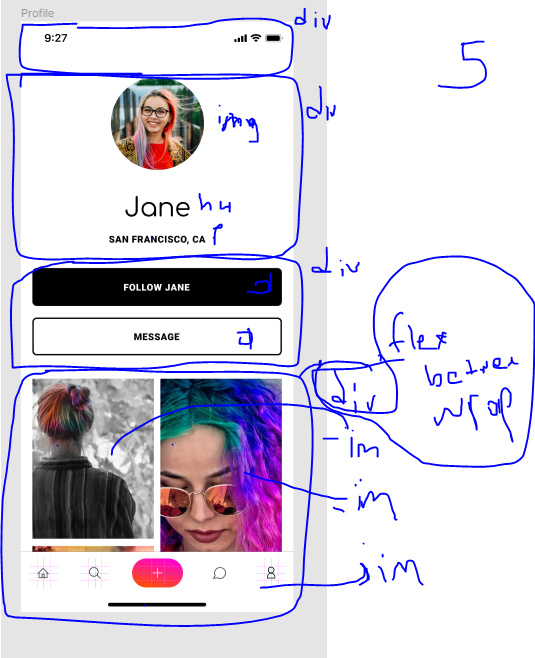 Profile
div
9:27
5
div
img
Jane h4
SAN FRANCISCO, CA P
div
FOLLOW JANE
MESSAGE
flex
between
wrap
div
im
im
im